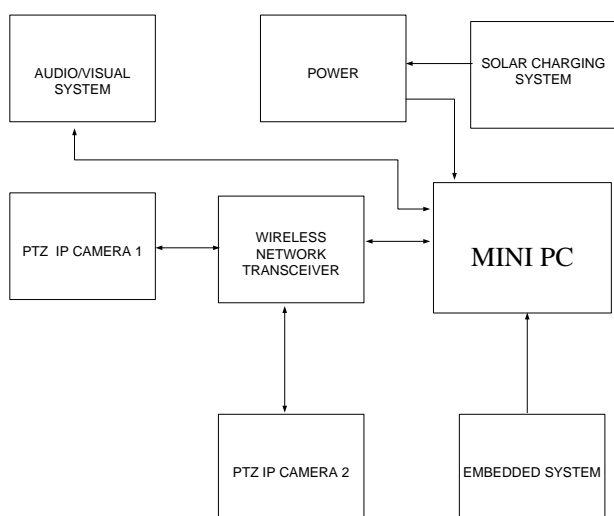 AUDIO/VISUAL
SYSTEM
POWER
SOLAR CHARGING
SYSTEM
PTZ IP CAMERA 1
WIRELESS
NETWORK
TRANSCEIVER
MINI PC
PTZ IP CAMERA 2
EMBEDDED SYSTEM